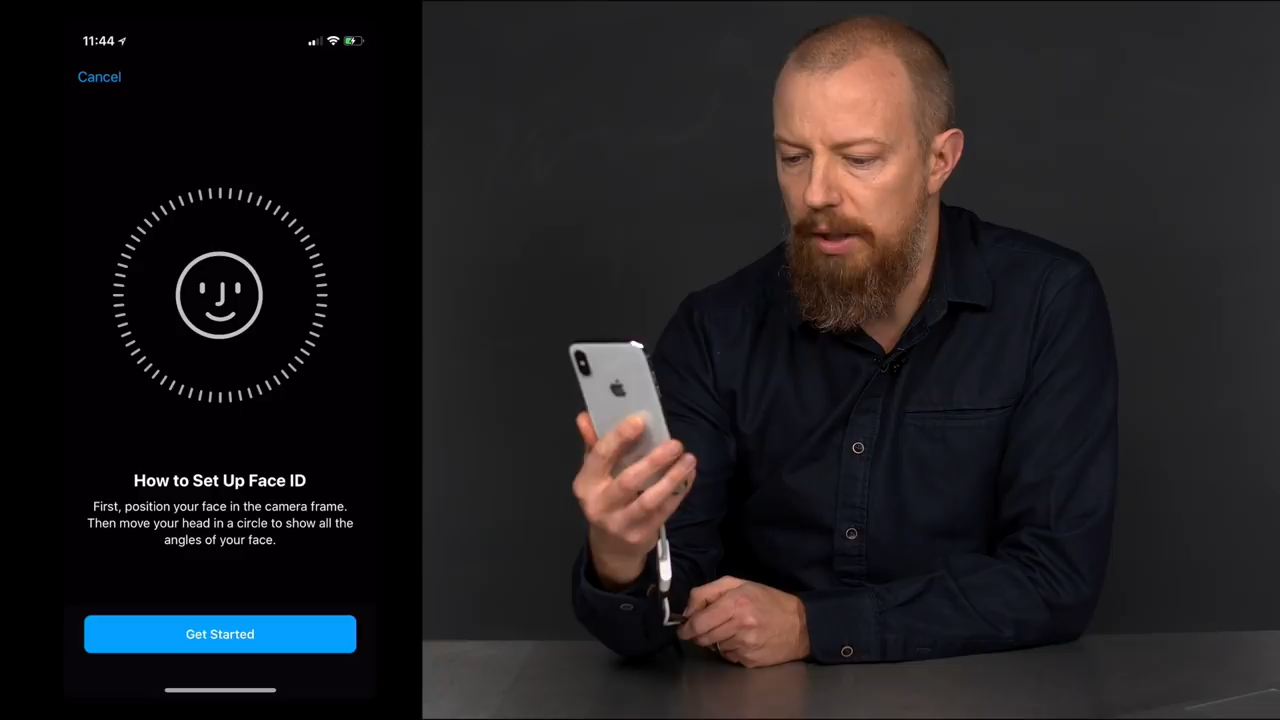 11:44
Cancel
How to Set Up Face ID
First, position your face in the camera frame.
Then move your head in a circle to show all the
angles of your face.
Get Started